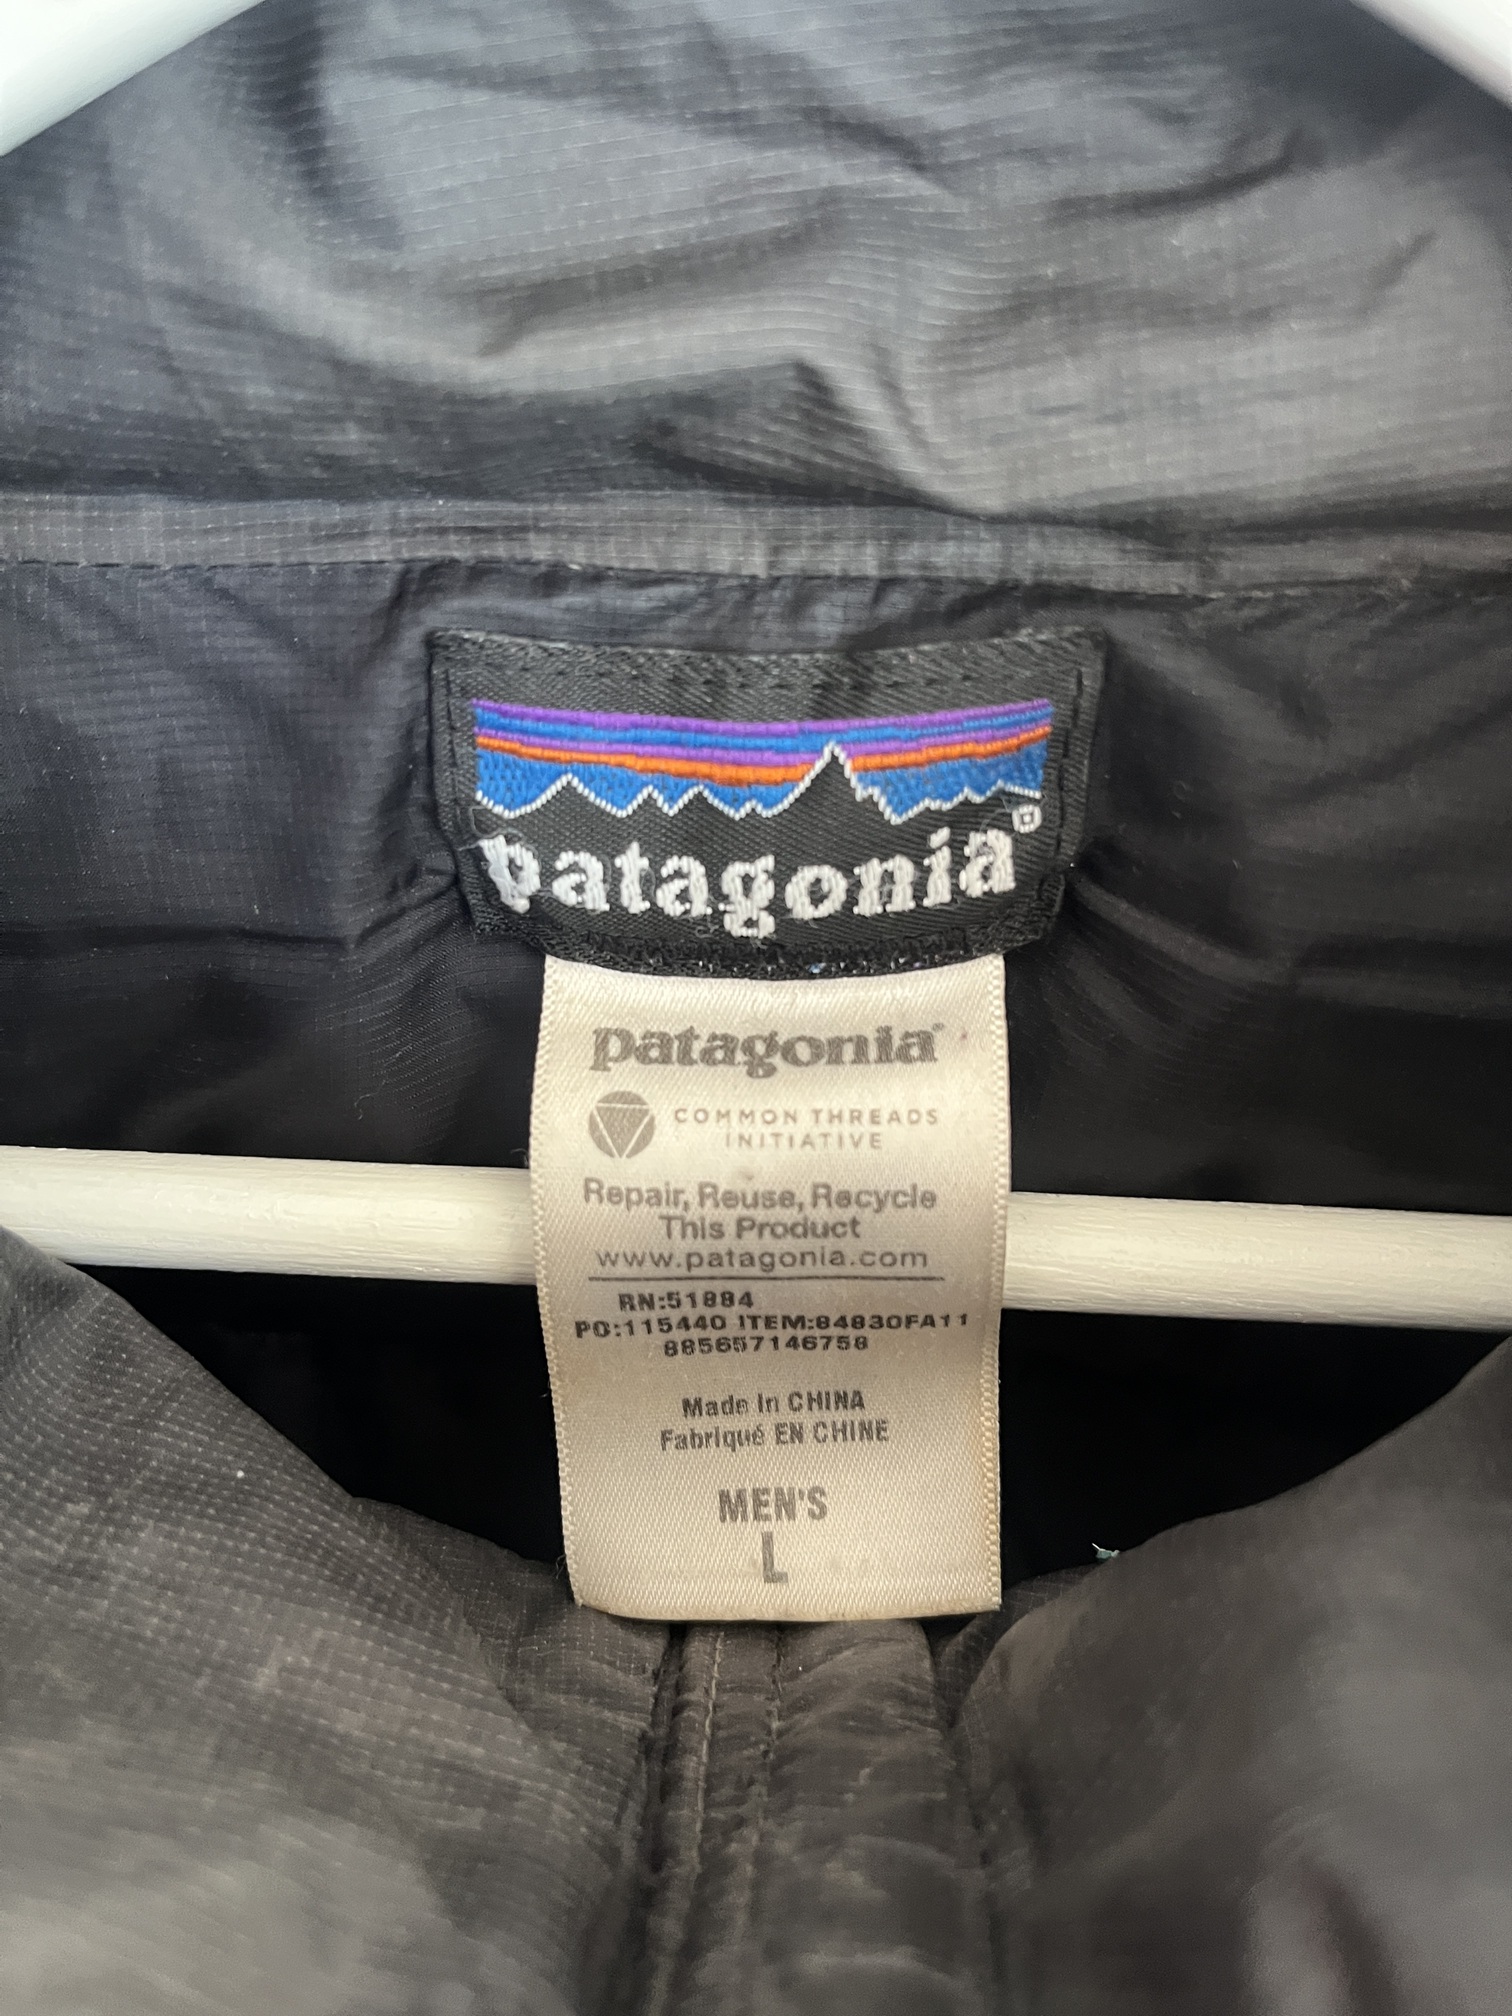 patagonia®
patagonia®
COMMON THREADS
INITIATIVE
Repair, Reuse, Recycle
This Product
www.patagonia.com
RN:51884
PO:115440 ITEM:84830FA11
885657146758
Made In CHINA
Fabriqué EN CHINE
MEN'S
L